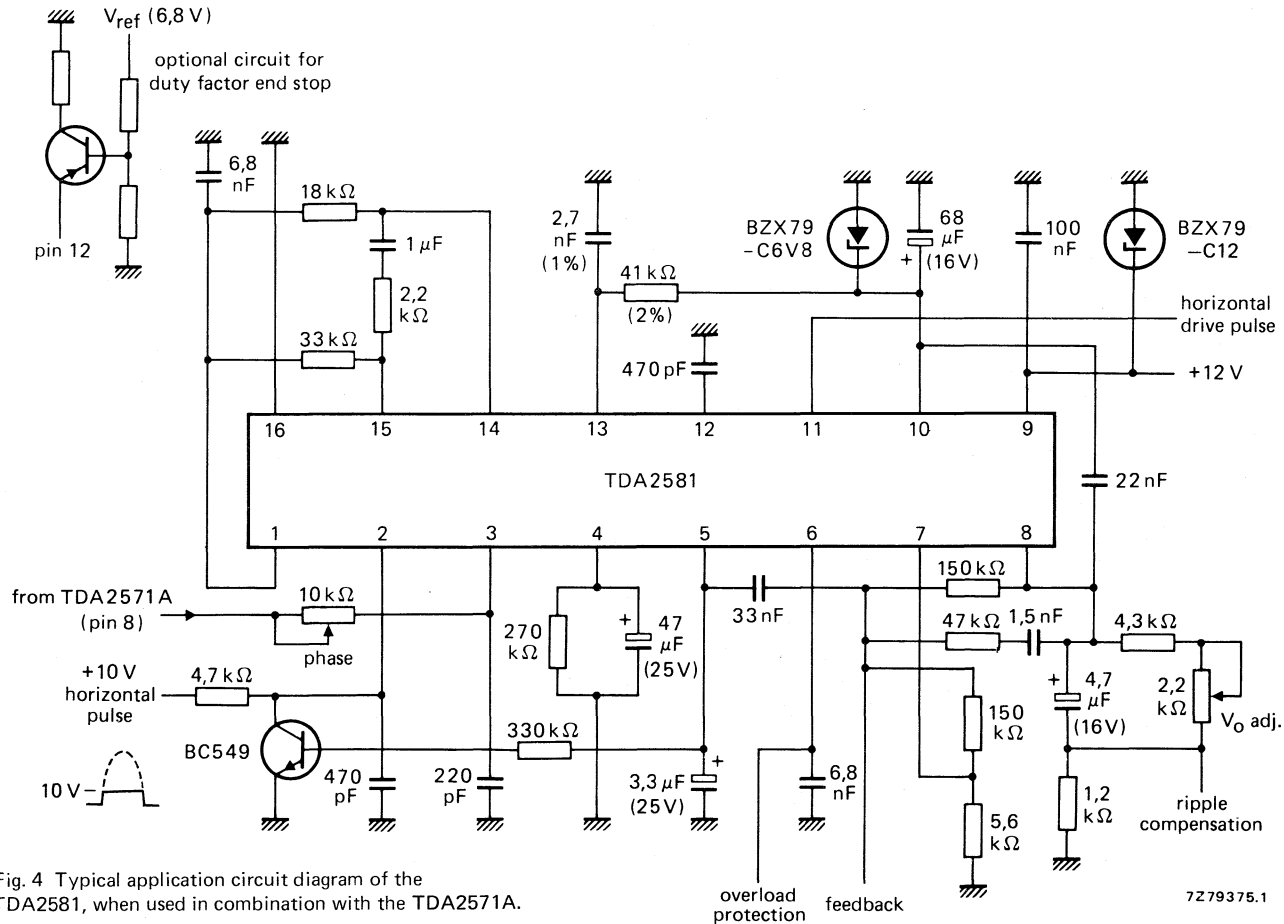 V_ref (6,8 V)
optional circuit for
duty factor end stop
pin 12
6,8
nF
18 kΩ
1 μF
2,2
kΩ
33 kΩ
2,7
nF
(1%)
41 kΩ
(2%)
470 pF
BZX79
-C6V8
68
μF
+ (16V)
100
nF
BZX79
–C12
horizontal
drive pulse
+12 V
16 15 14 13 12 11 10 9
TDA2581
22 nF
1 2 3 4 5 6 7 8
from TDA2571A
(pin 8)
10 kΩ
phase
+10 V
horizontal
pulse
4,7 kΩ
BC549
10 V
470
pF
220
pF
270
kΩ
+
47
μF
(25V)
330 kΩ
33 nF
+
3,3 μF
(25V)
6,8
nF
150 kΩ
47 kΩ
1,5 nF
4,3 kΩ
150
kΩ
5,6
kΩ
+
4,7
μF
(16V)
2,2
kΩ
V_o adj.
1,2
kΩ
ripple
compensation
overload
protection
feedback
Fig. 4 Typical application circuit diagram of the
TDA2581, when used in combination with the TDA2571A.
7Z79375.1